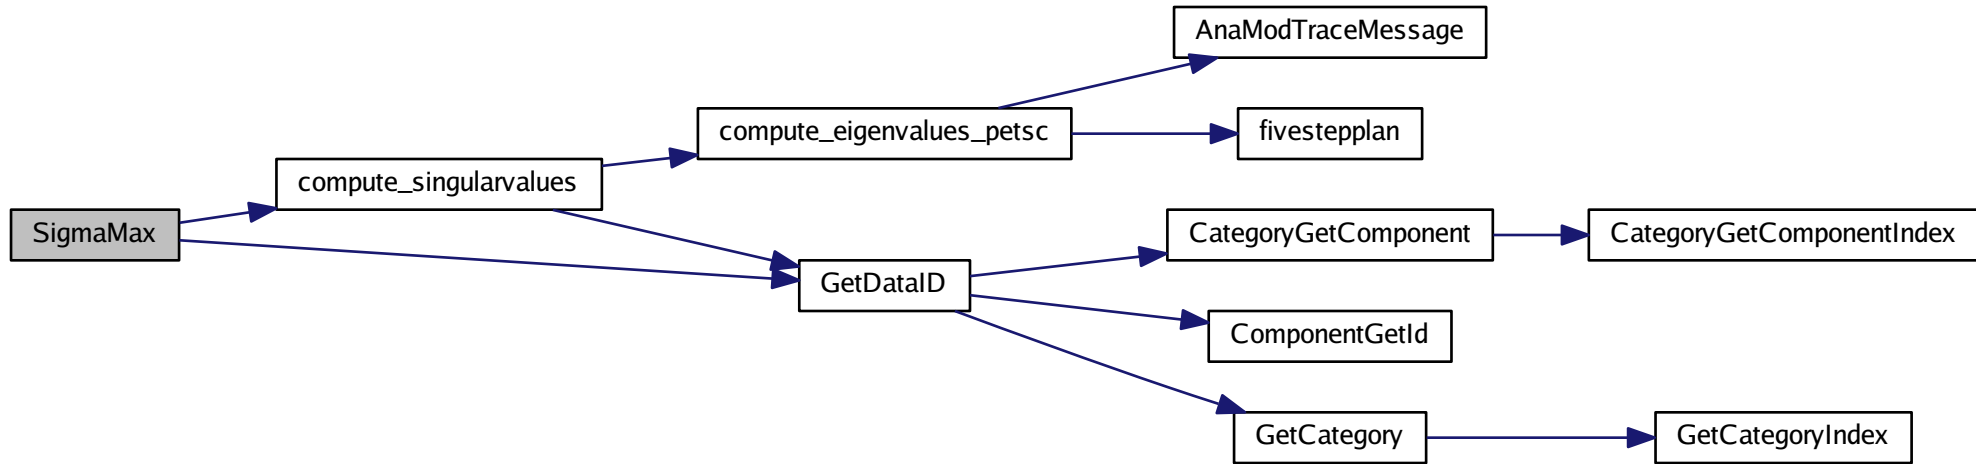 AnaModTraceMessage
compute_eigenvalues_petsc
fivestepplan
compute_singularvalues
SigmaMax
CategoryGetComponent
CategoryGetComponentIndex
GetDataID
ComponentGetId
GetCategory
GetCategoryIndex